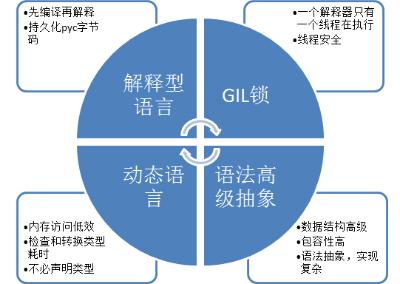 •先编译再解释
•持久化pyc字节
码
•一个解释器只有
一个线程在执行
•线程安全
解释型
语言
GIL锁
动态语
言
语法高
级抽象
•内存访问低效
•检查和转换类型
耗时
•不必声明类型
•数据结构高级
•包容性高
•语法抽象，实现
复杂